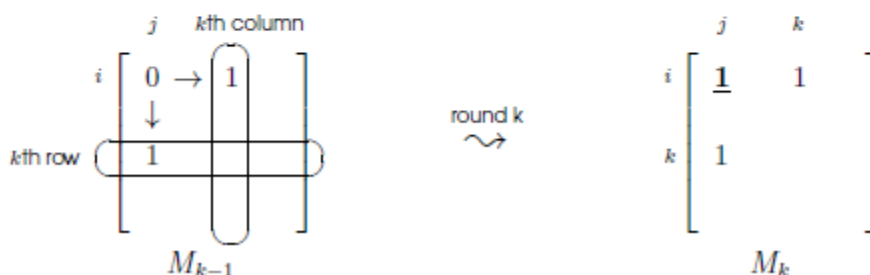 j kth column j k
i 0 → 1 i 1 1
↓
round k
kth row 1 k 1
M_{k−1} M_k